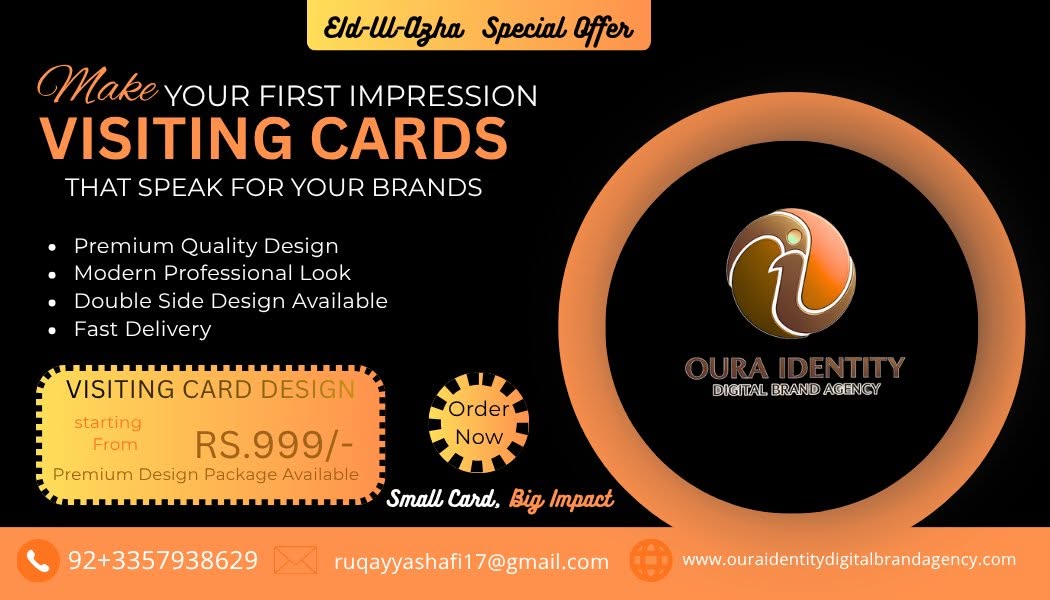 Eld-Ul-Azha Special Offer
Make YOUR FIRST IMPRESSION
VISITING CARDS
THAT SPEAK FOR YOUR BRANDS
• Premium Quality Design
• Modern Professional Look
• Double Side Design Available
• Fast Delivery
VISITING CARD DESIGN
starting
From
RS.999/-
Premium Design Package Available
Order
Now
Small Card, Big Impact
OURA IDENTITY
DIGITAL BRAND AGENCY
92+3357938629
ruqayyashafi17@gmail.com
www.ouraidentitydigitalbrandagency.com